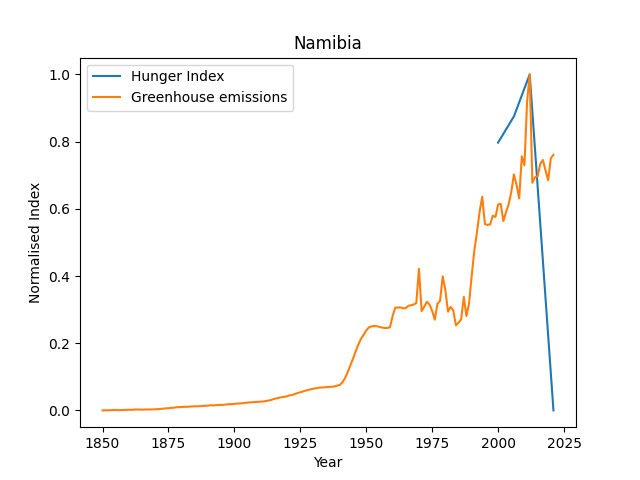 Namibia
Hunger Index
Greenhouse emissions
Normalised Index
1.0
0.8
0.6
0.4
0.2
0.0
1850 1875 1900 1925 1950 1975 2000 2025
Year